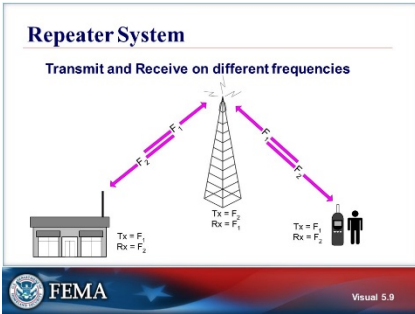 Repeater System
Transmit and Receive on different frequencies
F₁
F₂
F₁
F₂
Tx = F₂
Rx = F₁
Tx = F₁
Rx = F₂
Tx = F₁
Rx = F₂
FEMA
Visual 5.9